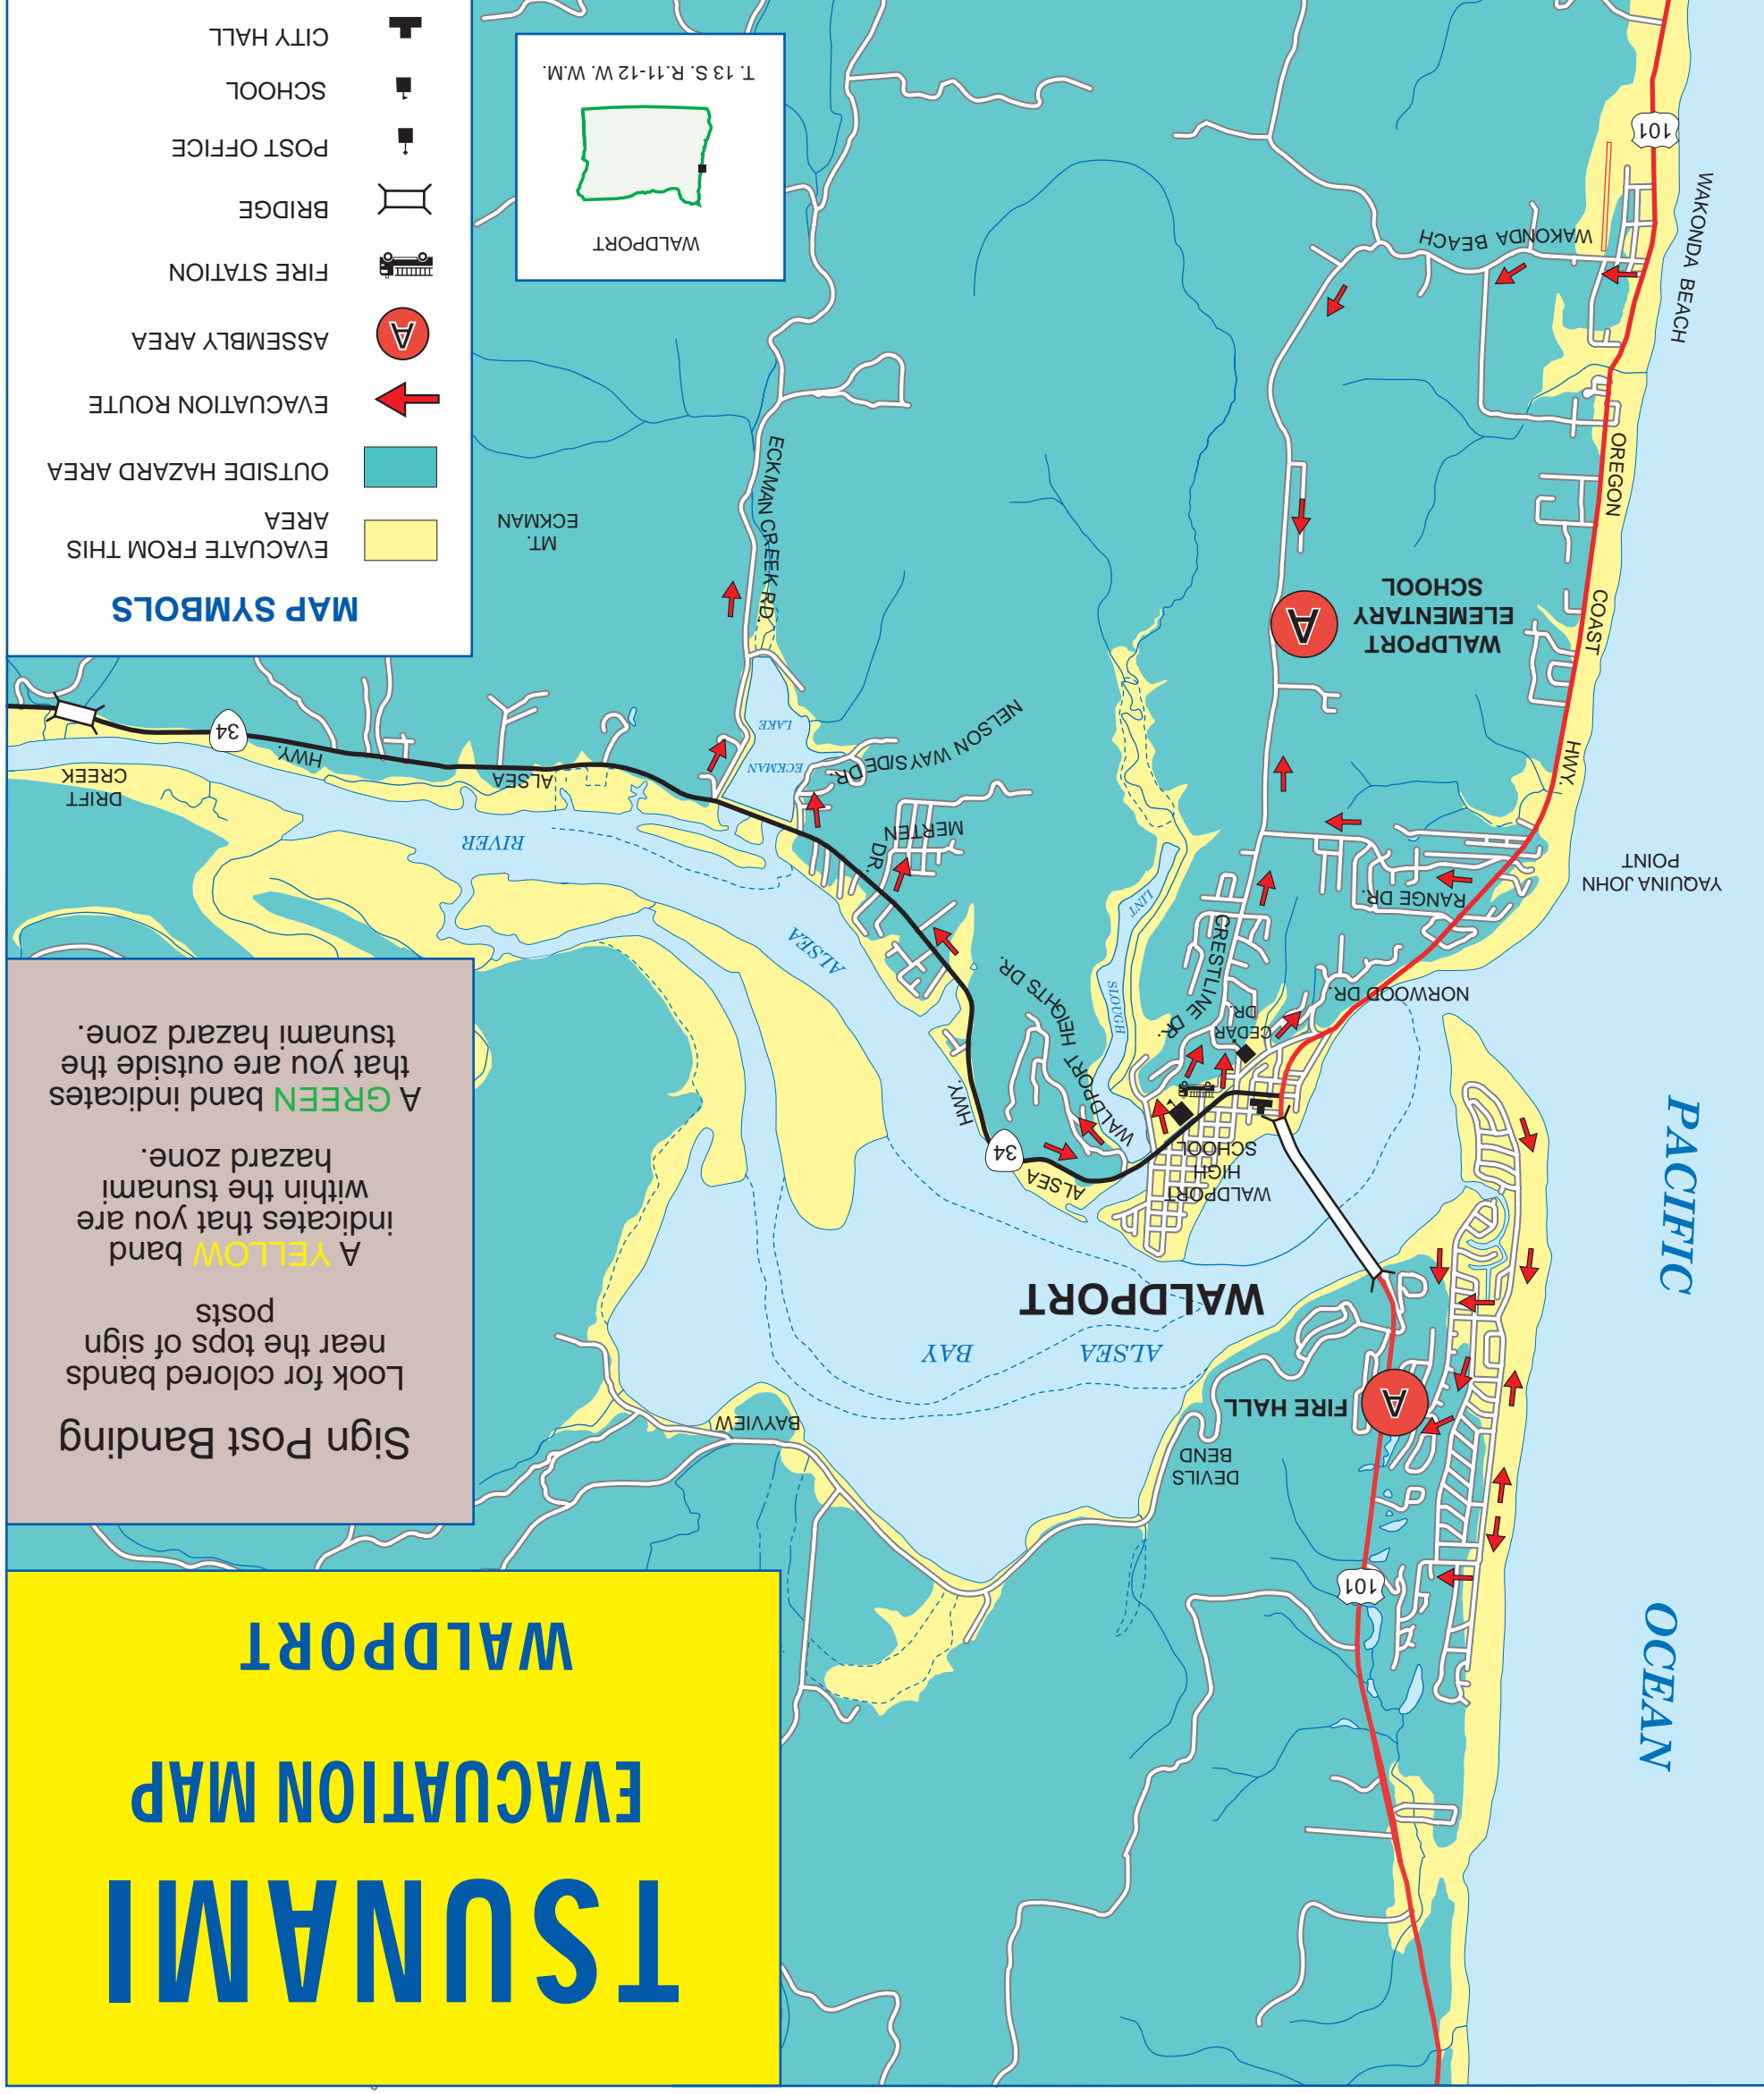 TSUNAMI
EVACUATION MAP
WALDPORT
Sign Post Banding
Look for colored bands
near the tops of sign
posts
A YELLOW band
indicates that you are
within the tsunami
hazard zone.
A GREEN band indicates
that you are outside the
tsunami hazard zone.
MAP SYMBOLS
EVACUATE FROM THIS
AREA
OUTSIDE HAZARD AREA
EVACUATION ROUTE
A
ASSEMBLY AREA
FIRE STATION
BRIDGE
POST OFFICE
SCHOOL
CITY HALL
WALDPORT
T. 13 S. R.11-12 W. W.M.
PACIFIC
OCEAN
101
A
FIRE HALL
DEVILS
BEND
BAYVIEW
ALSEA
BAY
WALDPORT
WALDPORT
HIGH
SCHOOL
ALSEA
34
HWY.
WALDPORT HEIGHTS DR.
CEDAR
DR.
CRESTLINE DR.
NORWOOD DR.
LINT
SLOUGH
ALSEA
RIVER
DRIFT
CREEK
ALSEA
HWY.
34
MERTEN
DR.
NELSON WAYSIDE DR.
ECKMAN
LAKE
ECKMAN CREEK RD.
MT.
ECKMAN
YAQUINA JOHN
POINT
RANGE DR.
WALDPORT
ELEMENTARY
SCHOOL
A
OREGON
COAST
HWY.
WAKONDA BEACH
WAKONDA BEACH
101